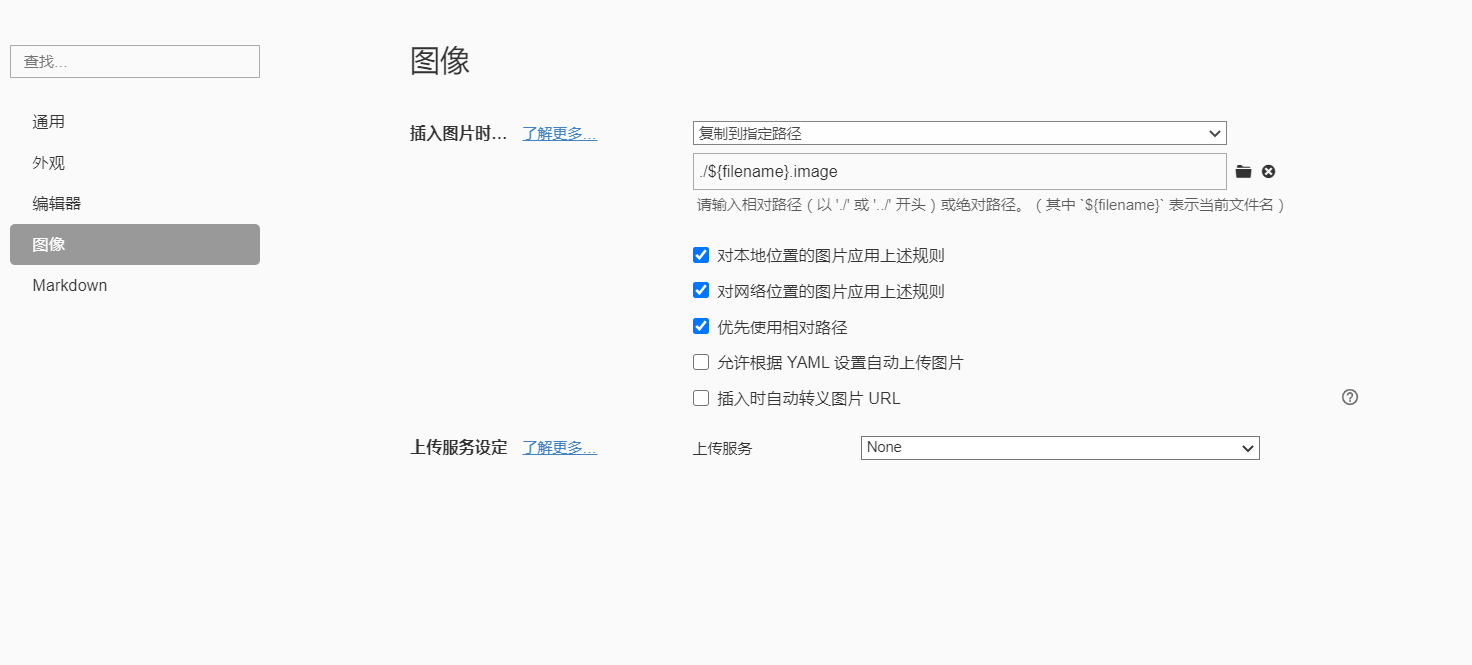 查找...
通用
外观
编辑器
图像
Markdown
图像
插入图片时... 了解更多...
复制到指定路径
./${filename}.image
请输入相对路径（以 './' 或 '../' 开头）或绝对路径。（其中 `${filename}` 表示当前文件名）
对本地位置的图片应用上述规则
对网络位置的图片应用上述规则
优先使用相对路径
允许根据 YAML 设置自动上传图片
插入时自动转义图片 URL
上传服务设定 了解更多...
上传服务 None